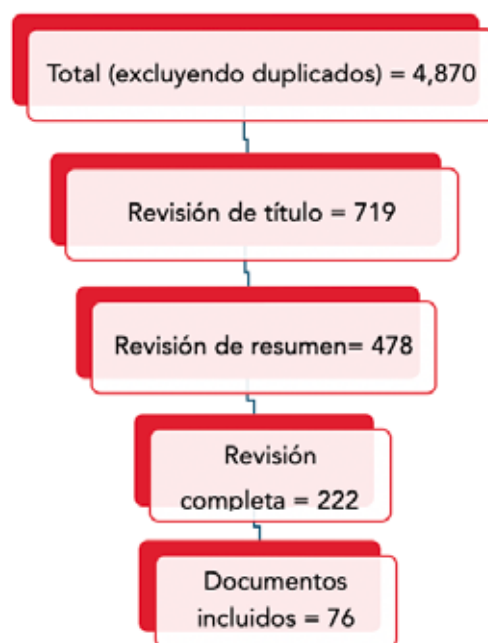 Total (excluyendo duplicados) = 4,870
Revisión de título = 719
Revisión de resumen= 478
Revisión
completa = 222
Documentos
incluidos = 76